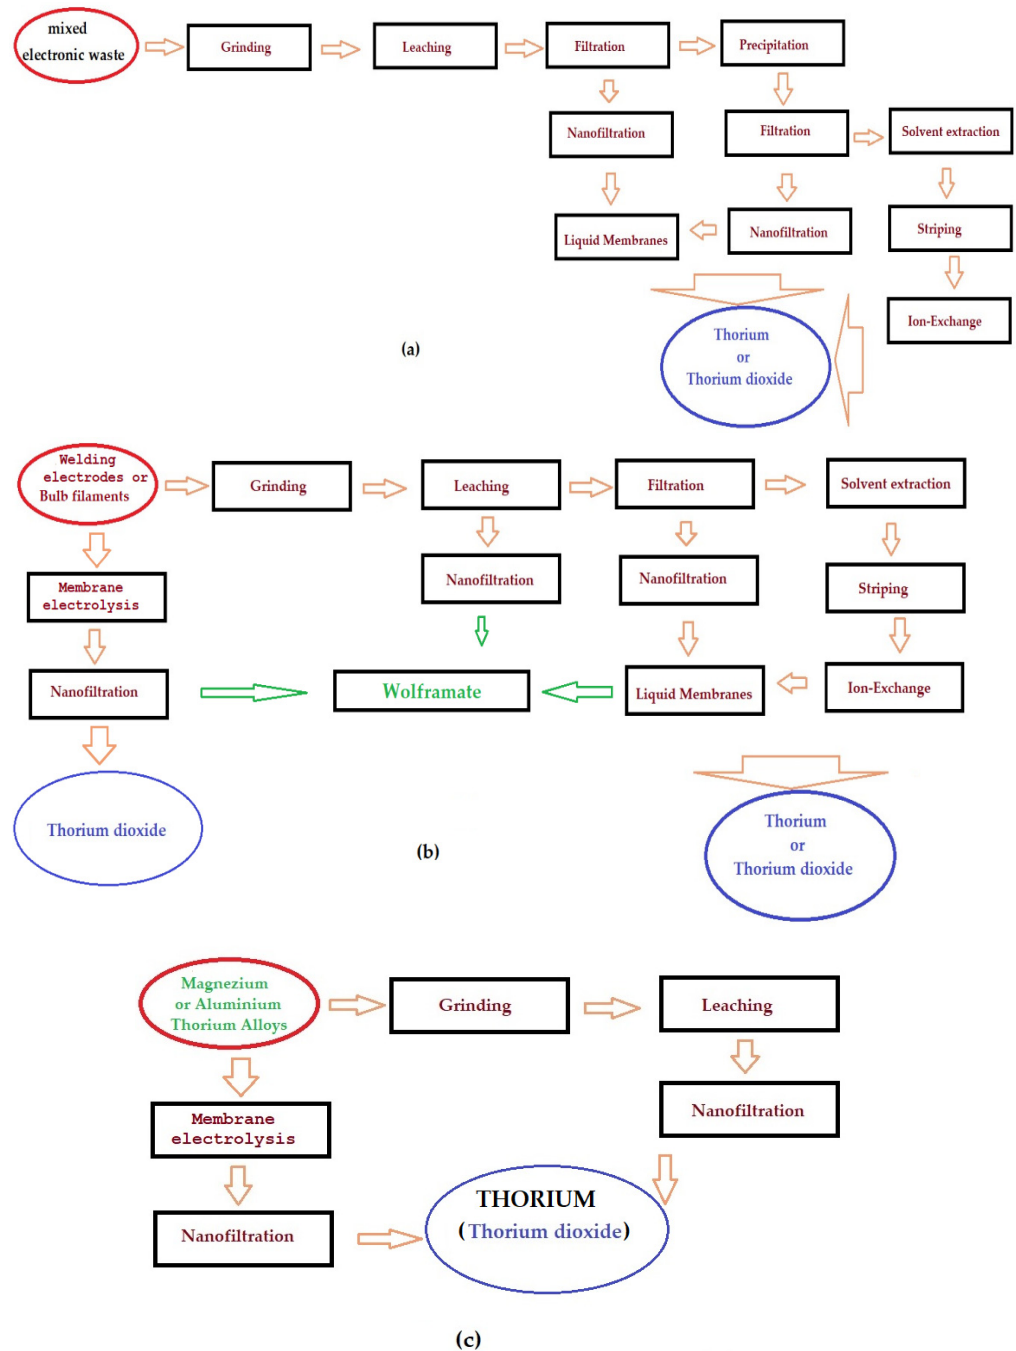 mixed
electronic waste
Grinding
Leaching
Filtration
Precipitation
Nanofiltration
Filtration
Solvent extraction
Liquid Membranes
Nanofiltration
Striping
Ion-Exchange
Thorium
or
Thorium dioxide
(a)
Welding
electrodes or
Bulb filaments
Grinding
Leaching
Filtration
Solvent extraction
Membrane
electrolysis
Nanofiltration
Nanofiltration
Striping
Nanofiltration
Wolframate
Liquid Membranes
Ion-Exchange
Thorium dioxide
Thorium
or
Thorium dioxide
(b)
Magnezium
or Aluminium
Thorium Alloys
Grinding
Leaching
Membrane
electrolysis
Nanofiltration
Nanofiltration
THORIUM
(Thorium dioxide)
(c)